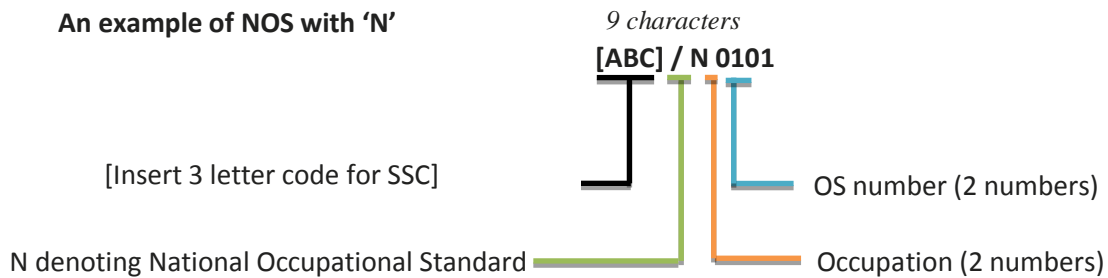 An example of NOS with ‘N’
9 characters
[ABC] / N 0101
[Insert 3 letter code for SSC]
OS number (2 numbers)
N denoting National Occupational Standard
Occupation (2 numbers)